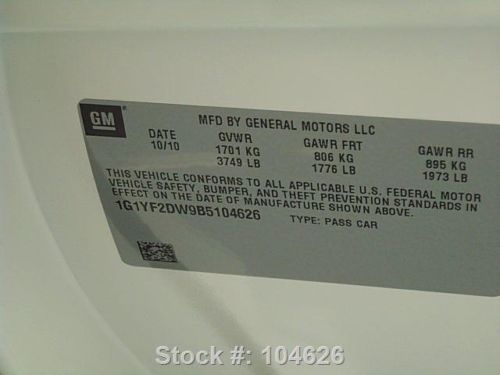 GM
MFD BY GENERAL MOTORS LLC
DATE GVWR GAWR FRT GAWR RR
10/10 1701 KG 806 KG 895 KG
3749 LB 1776 LB 1973 LB
THIS VEHICLE CONFORMS TO ALL APPLICABLE U.S. FEDERAL MOTOR
VEHICLE SAFETY, BUMPER, AND THEFT PREVENTION STANDARDS IN
EFFECT ON THE DATE OF MANUFACTURE SHOWN ABOVE.
1G1YF2DW9B5104626 TYPE: PASS CAR
Stock #: 104626